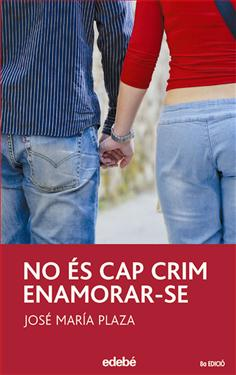 NO ÉS CAP CRIM
ENAMORAR-SE
JOSÉ MARÍA PLAZA
edebé
8a EDICIÓ